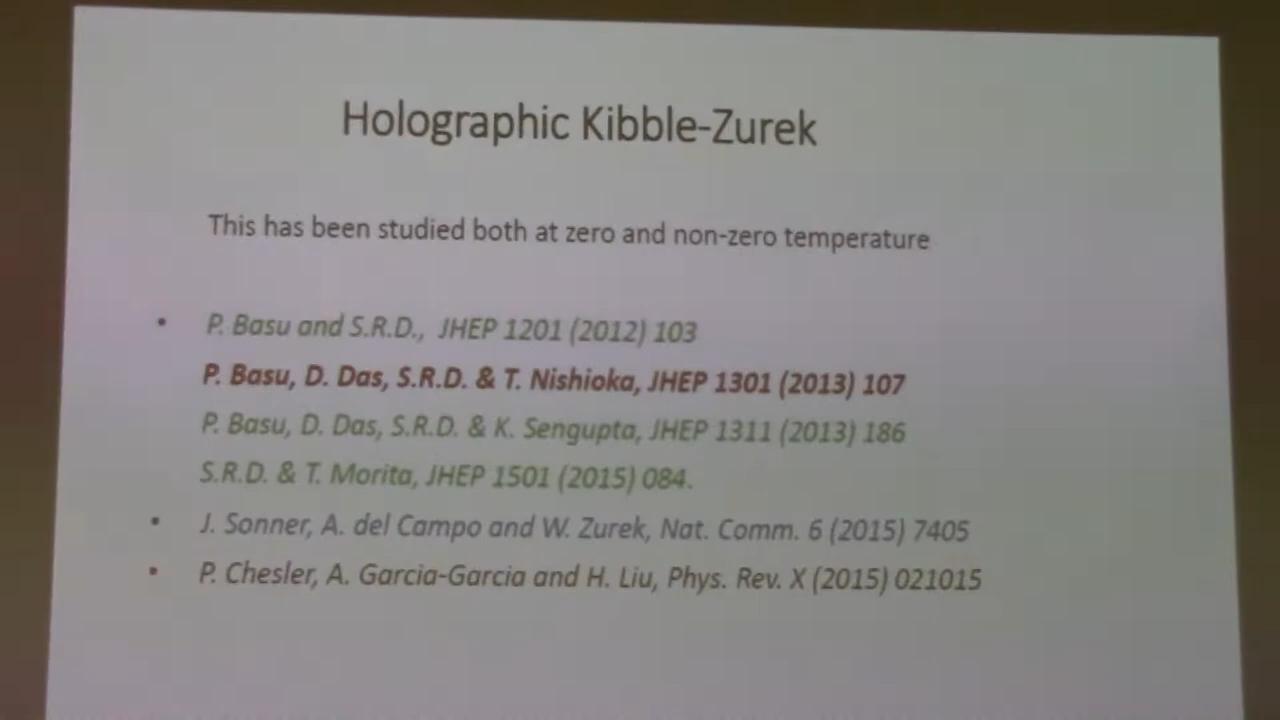 Holographic Kibble-Zurek
This has been studied both at zero and non-zero temperature
• P. Basu and S.R.D., JHEP 1201 (2012) 103
P. Basu, D. Das, S.R.D. & T. Nishioka, JHEP 1301 (2013) 107
P. Basu, D. Das, S.R.D. & K. Sengupta, JHEP 1311 (2013) 186
S.R.D. & T. Morita, JHEP 1501 (2015) 084.
• J. Sonner, A. del Campo and W. Zurek, Nat. Comm. 6 (2015) 7405
• P. Chesler, A. Garcia-Garcia and H. Liu, Phys. Rev. X (2015) 021015